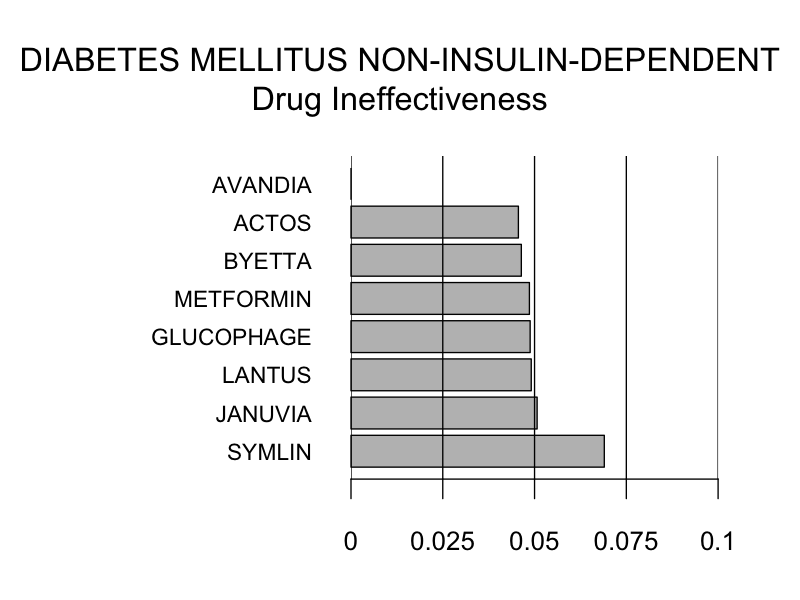 DIABETES MELLITUS NON-INSULIN-DEPENDENT
Drug Ineffectiveness
AVANDIA
ACTOS
BYETTA
METFORMIN
GLUCOPHAGE
LANTUS
JANUVIA
SYMLIN
0 0.025 0.05 0.075 0.1